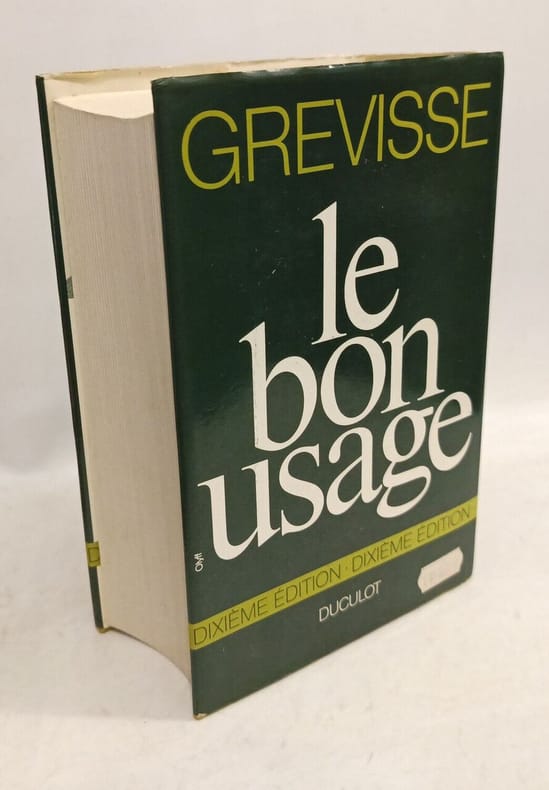 GREVISSE
le
bon
usage
DIXIÈME ÉDITION · DIXIÈME ÉDITION
DUCULOT